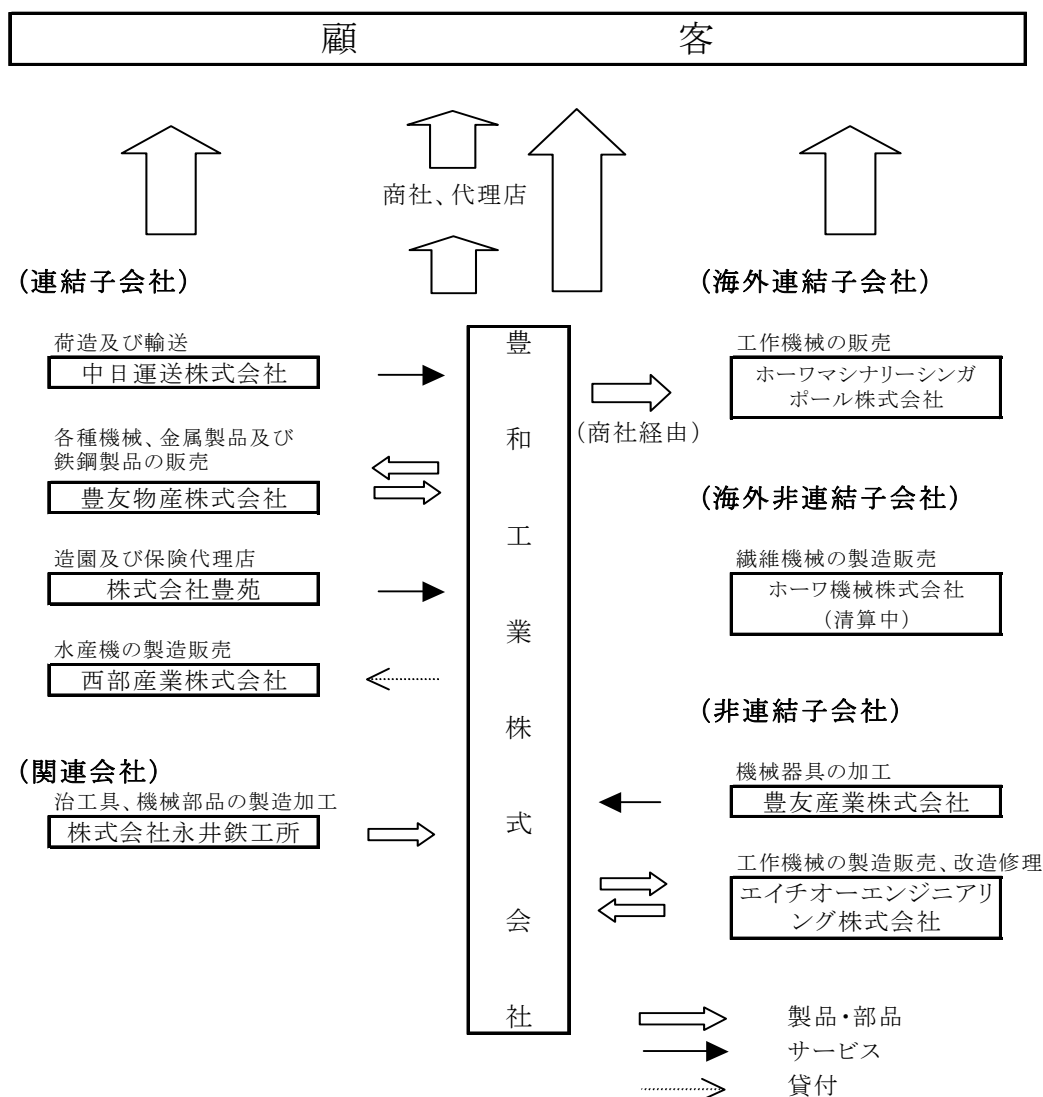 顧客
商社、代理店
(連結子会社)
荷造及び輸送
中日運送株式会社
各種機械、金属製品及び
鉄鋼製品の販売
豊友物産株式会社
造園及び保険代理店
株式会社豊苑
水産機の製造販売
西部産業株式会社
(関連会社)
治工具、機械部品の製造加工
株式会社永井鉄工所
豊和工業株式会社
(商社経由)
(海外連結子会社)
工作機械の販売
ホーワマシナリーシンガ
ポール株式会社
(海外非連結子会社)
繊維機械の製造販売
ホーワ機械株式会社
(清算中)
(非連結子会社)
機械器具の加工
豊友産業株式会社
工作機械の製造販売、改造修理
エイチオーエンジニアリ
ング株式会社
製品・部品
サービス
貸付